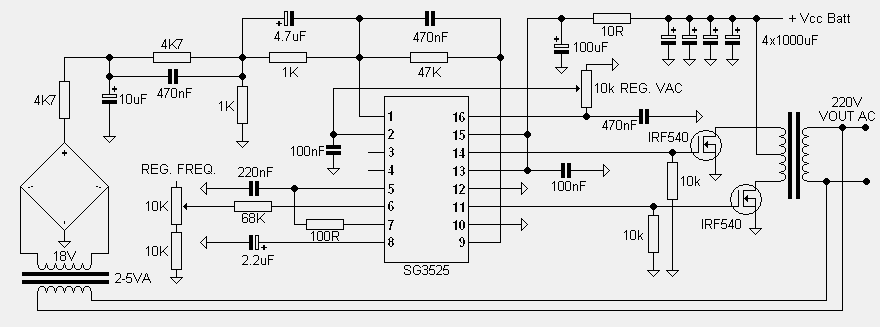 + Vcc Batt
4.7uF
470nF
10R
100uF
4x1000uF
4K7
1K
47K
10k REG. VAC
470nF
4K7
10uF
1K
220V
VOUT AC
1
2
3
4
5
6
7
8
16
15
14
13
12
11
10
9
470nF
IRF540
100nF
REG. FREQ.
220nF
100nF
10k
10K
68K
IRF540
10K
100R
10k
2.2uF
SG3525
18V
2-5VA
+
-
+
+
+
+
+
+
+
+